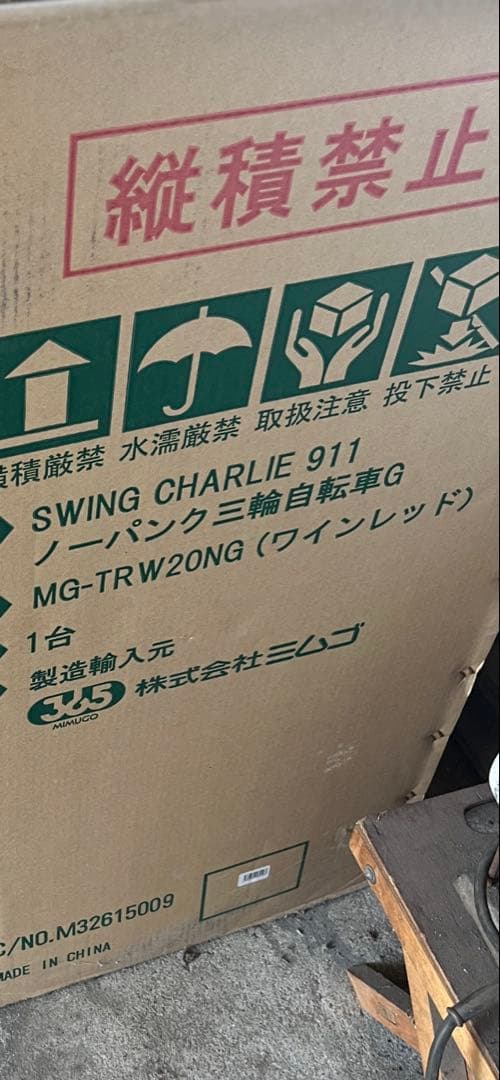 縦積禁止
横積厳禁 水濡厳禁 取扱注意 投下禁止
SWING CHARLIE 911
ノーパンク三輪自転車G
MG-TRW20NG(ワインレッド)
1台
製造輸入元
365 株式会社ミムゴ
MIMUGO
C/NO.M32615009
MADE IN CHINA